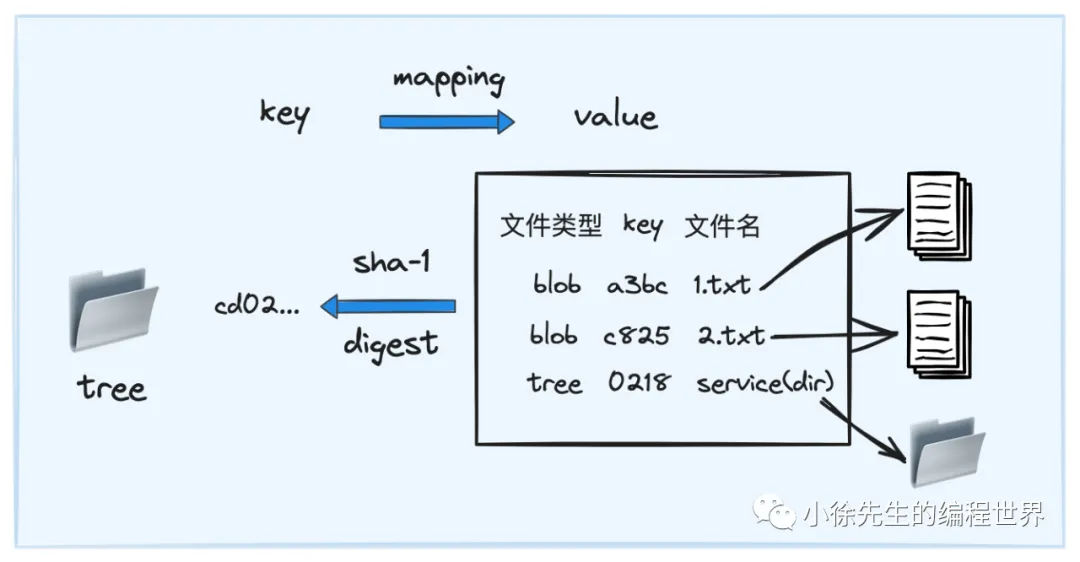 mapping
key
value
文件类型 key 文件名
sha-1
blob a3bc 1.txt
cd02...
blob c825 2.txt
digest
tree 0218 service(dir)
tree
小徐先生的编程世界